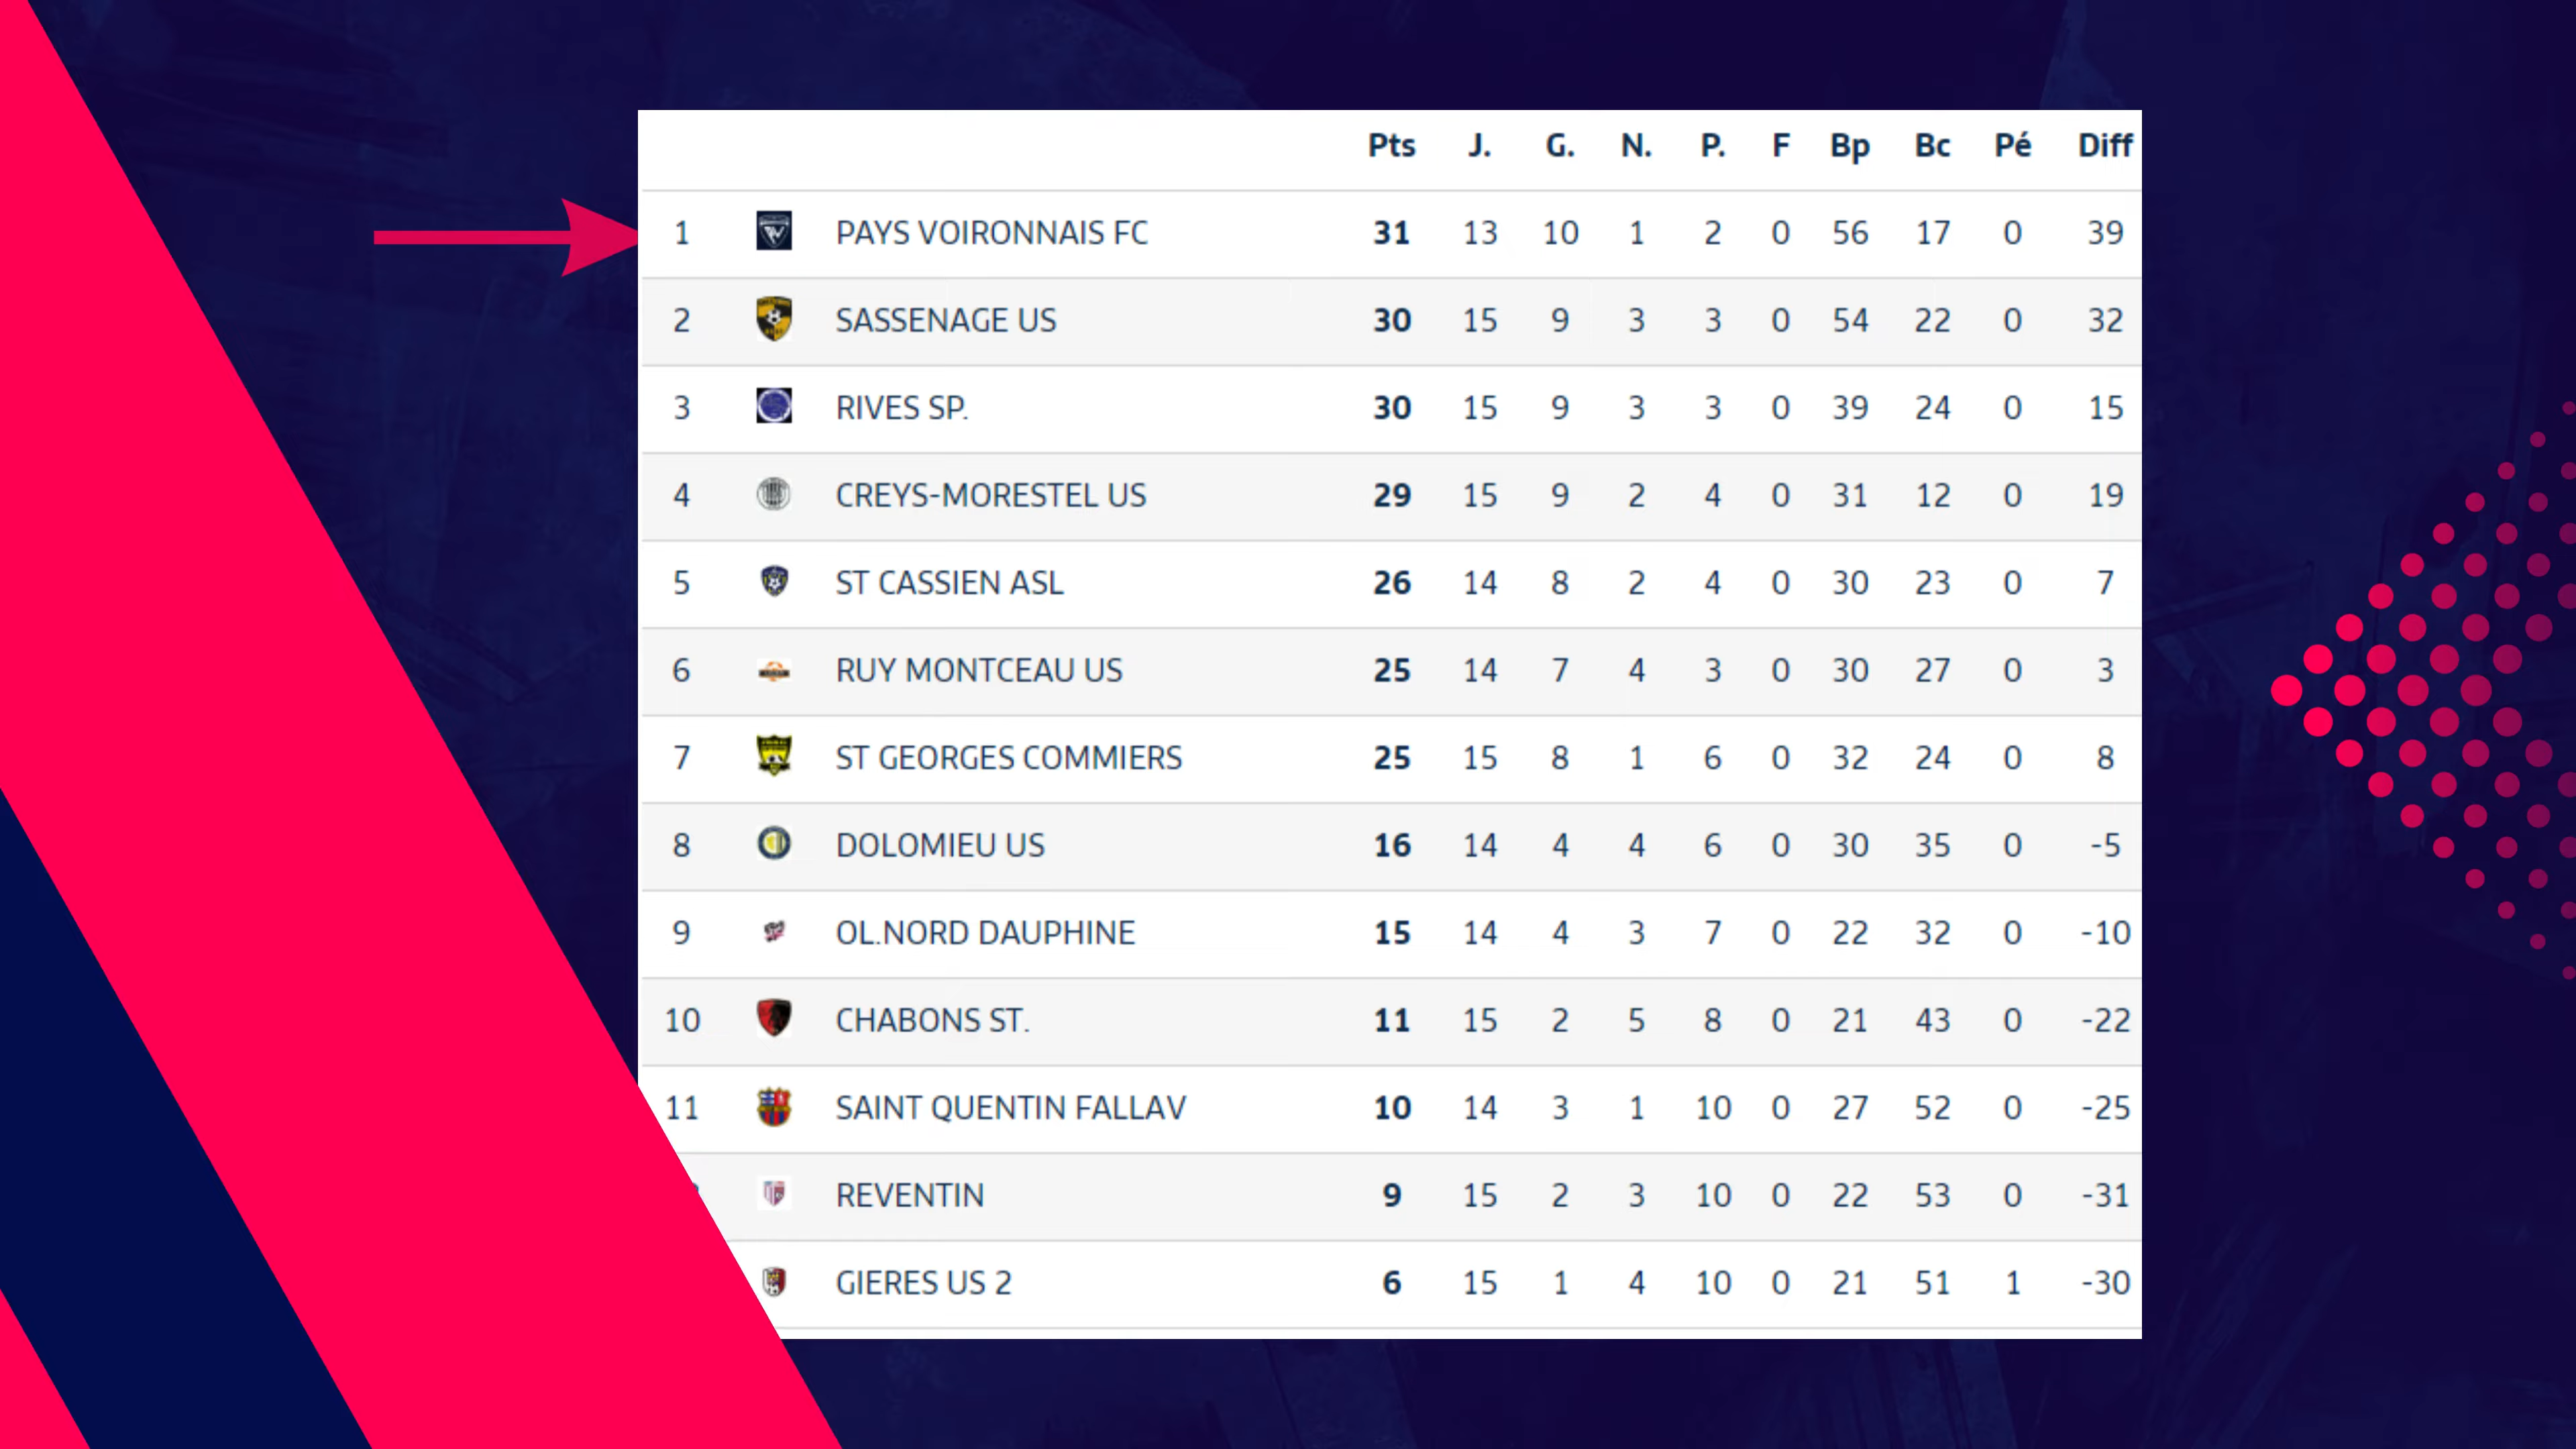 Pts J. G. N. P. F Bp Bc Pé Diff
1 PAYS VOIRONNAIS FC 31 13 10 1 2 0 56 17 0 39
2 SASSENAGE US 30 15 9 3 3 0 54 22 0 32
3 RIVES SP. 30 15 9 3 3 0 39 24 0 15
4 CREYS-MORESTEL US 29 15 9 2 4 0 31 12 0 19
5 ST CASSIEN ASL 26 14 8 2 4 0 30 23 0 7
6 RUY MONTCEAU US 25 14 7 4 3 0 30 27 0 3
7 ST GEORGES COMMIERS 25 15 8 1 6 0 32 24 0 8
8 DOLOMIEU US 16 14 4 4 6 0 30 35 0 -5
9 OL.NORD DAUPHINE 15 14 4 3 7 0 22 32 0 -10
10 CHABONS ST. 11 15 2 5 8 0 21 43 0 -22
11 SAINT QUENTIN FALLAV 10 14 3 1 10 0 27 52 0 -25
REVENTIN 9 15 2 3 10 0 22 53 0 -31
GIERES US 2 6 15 1 4 10 0 21 51 1 -30